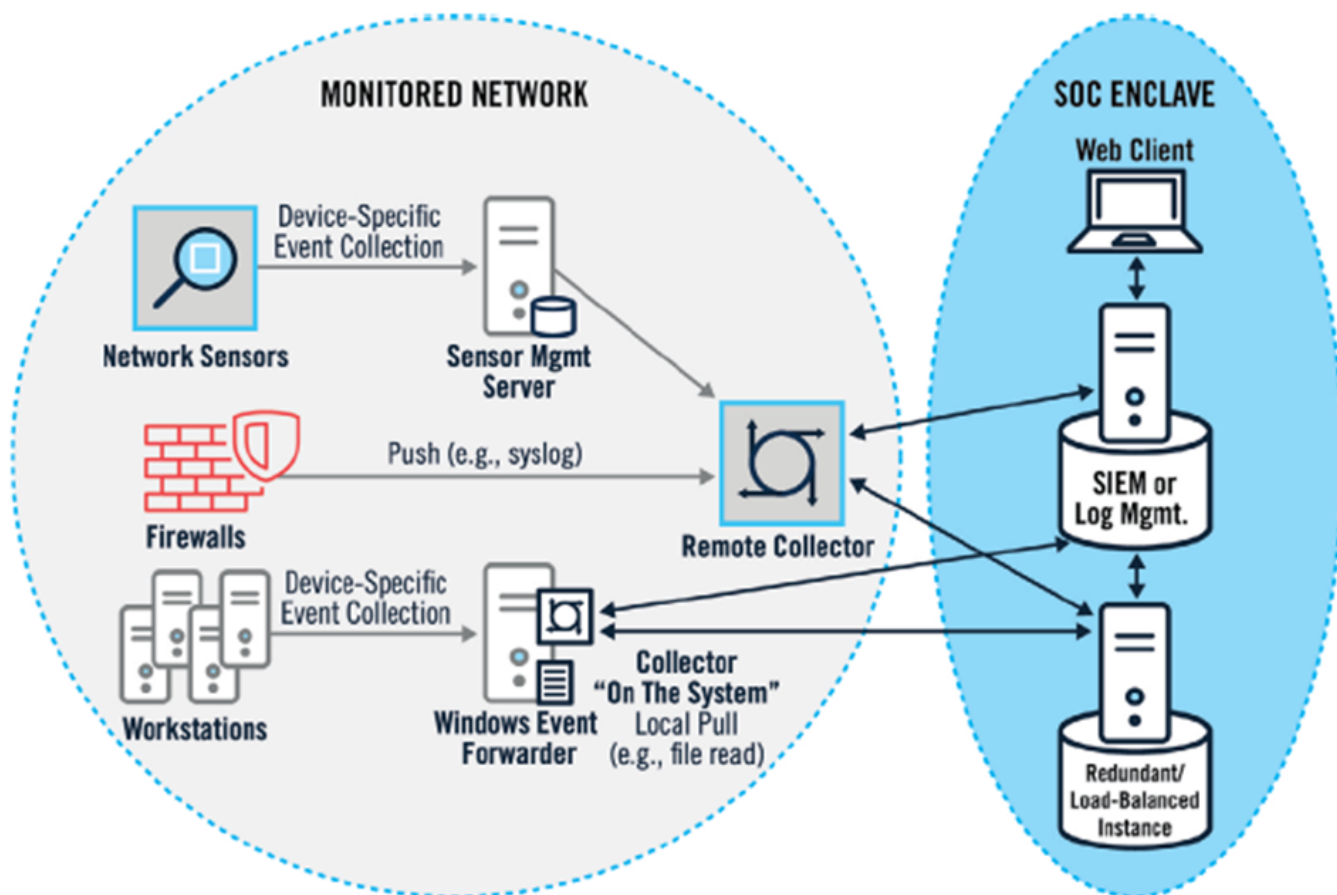 MONITORED NETWORK
SOC ENCLAVE
Web Client
Device-Specific
Event Collection
Network Sensors
Sensor Mgmt
Server
Push (e.g., syslog)
Firewalls
Remote Collector
SIEM or
Log Mgmt.
Device-Specific
Event Collection
Workstations
Windows Event
Forwarder
Collector
“On The System”
Local Pull
(e.g., file read)
Redundant/
Load-Balanced
Instance